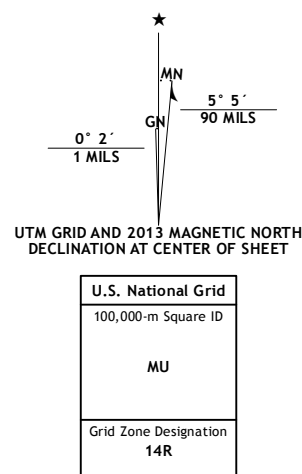 ★
MN
5° 5´
90 MILS
GN
0° 2´
1 MILS
UTM GRID AND 2013 MAGNETIC NORTH
DECLINATION AT CENTER OF SHEET
U.S. National Grid
100,000-m Square ID
MU
Grid Zone Designation
14R